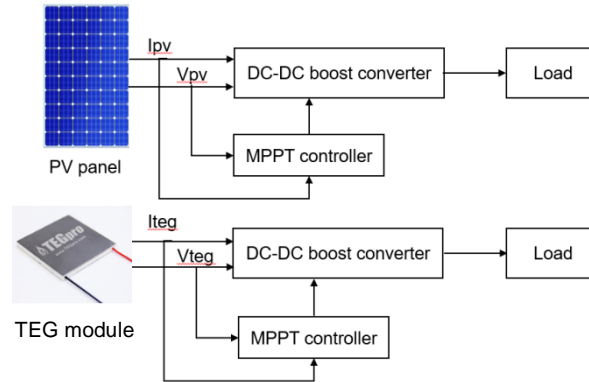 Ipv
DC-DC boost converter
Load
Vpv
MPPT controller
PV panel
Iteg
TEGpro
DC-DC boost converter
Load
Vteg
MPPT controller
TEG module